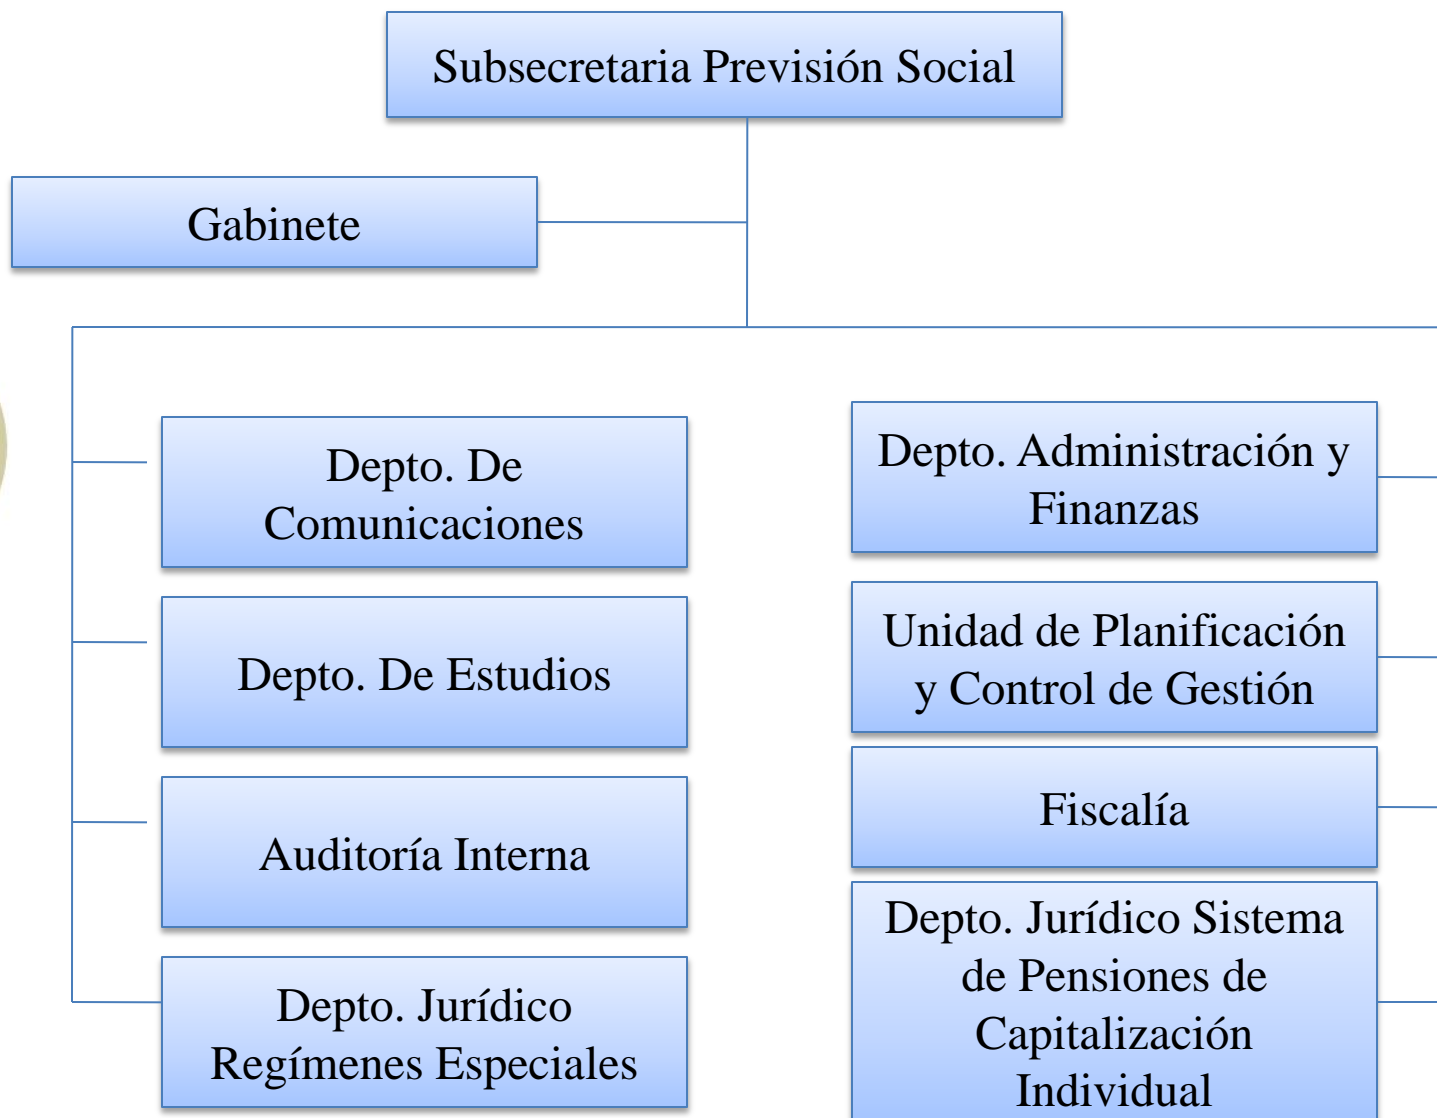 Subsecretaria Previsión Social
Gabinete
Depto. De
Comunicaciones
Depto. De Estudios
Auditoría Interna
Depto. Jurídico
Regímenes Especiales
Depto. Administración y
Finanzas
Unidad de Planificación
y Control de Gestión
Fiscalía
Depto. Jurídico Sistema
de Pensiones de
Capitalización
Individual